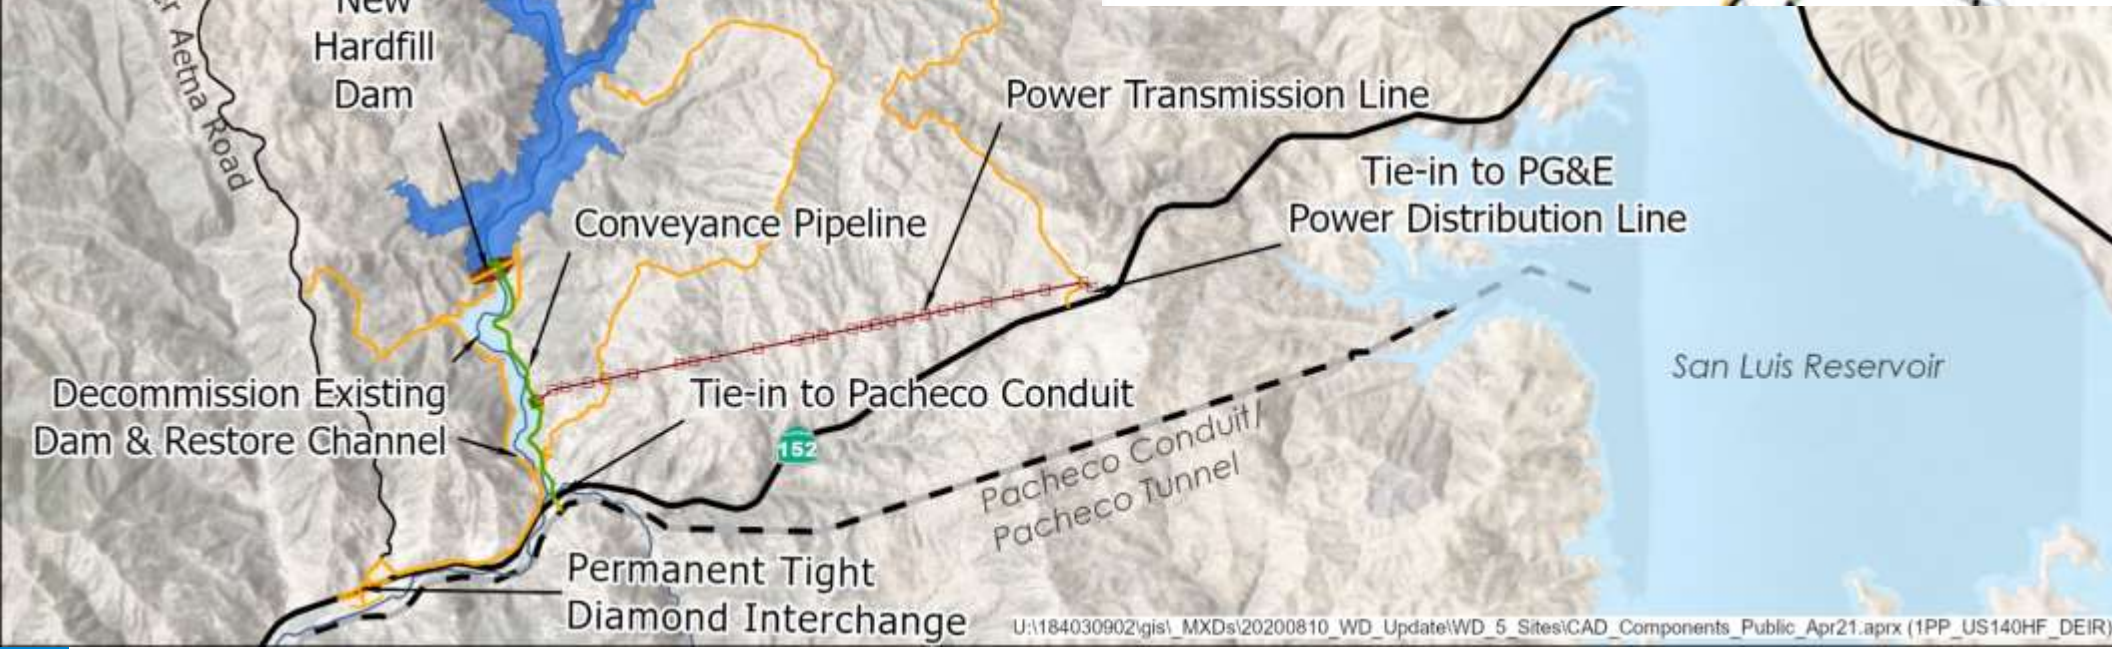 New
Hardfill
Dam
Aetna Road
Power Transmission Line
Tie-in to PG&E
Power Distribution Line
Conveyance Pipeline
San Luis Reservoir
Decommission Existing
Dam & Restore Channel
Tie-in to Pacheco Conduit
152
Pacheco Conduit/
Pacheco Tunnel
Permanent Tight
Diamond Interchange
U:\184030902\gis\_MXDs\20200810_WD_Update\WD_5_Sites\CAD_Components_Public_Apr21.aprx (1PP_US140HF_DEIR)